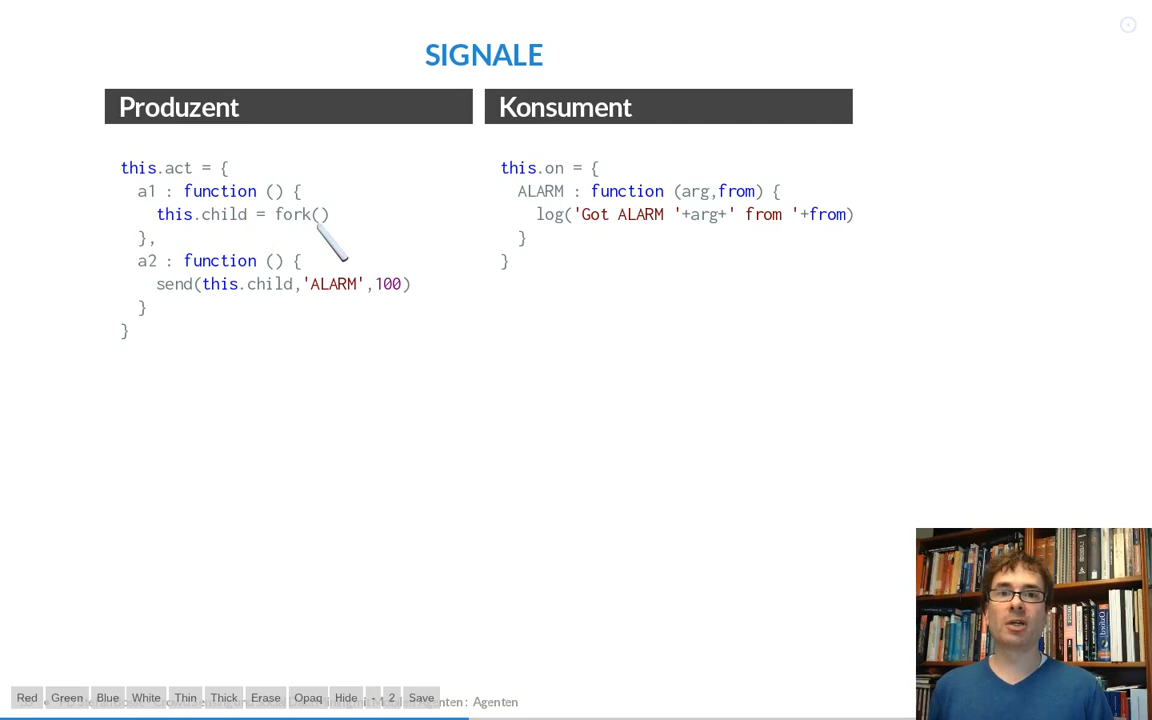 SIGNALE
Produzent
this.act = {
a1 : function () {
this.child = fork()
},
a2 : function () {
send(this.child,'ALARM',100)
}
}
Konsument
this.on = {
ALARM : function (arg,from) {
log('Got ALARM '+arg+' from '+from)
}
}
Red Green Blue White Thin Thick Erase Opaq Hide - 2 Save
: Agenten